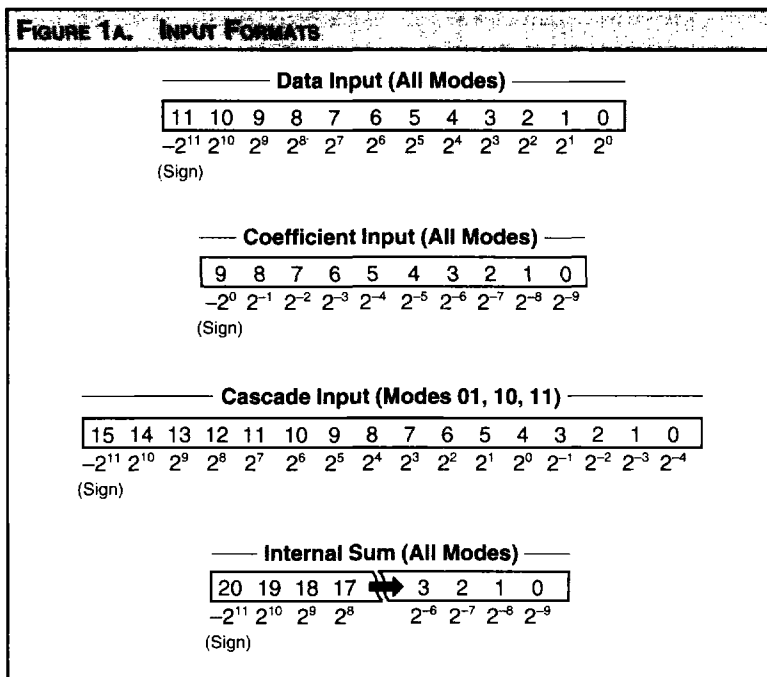 FIGURE 1A. INPUT FORMATS
Data Input (All Modes)
11 10 9 8 7 6 5 4 3 2 1 0
−2¹¹ 2¹⁰ 2⁹ 2⁸ 2⁷ 2⁶ 2⁵ 2⁴ 2³ 2² 2¹ 2⁰
(Sign)
Coefficient Input (All Modes)
9 8 7 6 5 4 3 2 1 0
−2⁰ 2⁻¹ 2⁻² 2⁻³ 2⁻⁴ 2⁻⁵ 2⁻⁶ 2⁻⁷ 2⁻⁸ 2⁻⁹
(Sign)
Cascade Input (Modes 01, 10, 11)
15 14 13 12 11 10 9 8 7 6 5 4 3 2 1 0
−2¹¹ 2¹⁰ 2⁹ 2⁸ 2⁷ 2⁶ 2⁵ 2⁴ 2³ 2² 2¹ 2⁰ 2⁻¹ 2⁻² 2⁻³ 2⁻⁴
(Sign)
Internal Sum (All Modes)
20 19 18 17 3 2 1 0
−2¹¹ 2¹⁰ 2⁹ 2⁸ 2⁻⁶ 2⁻⁷ 2⁻⁸ 2⁻⁹
(Sign)